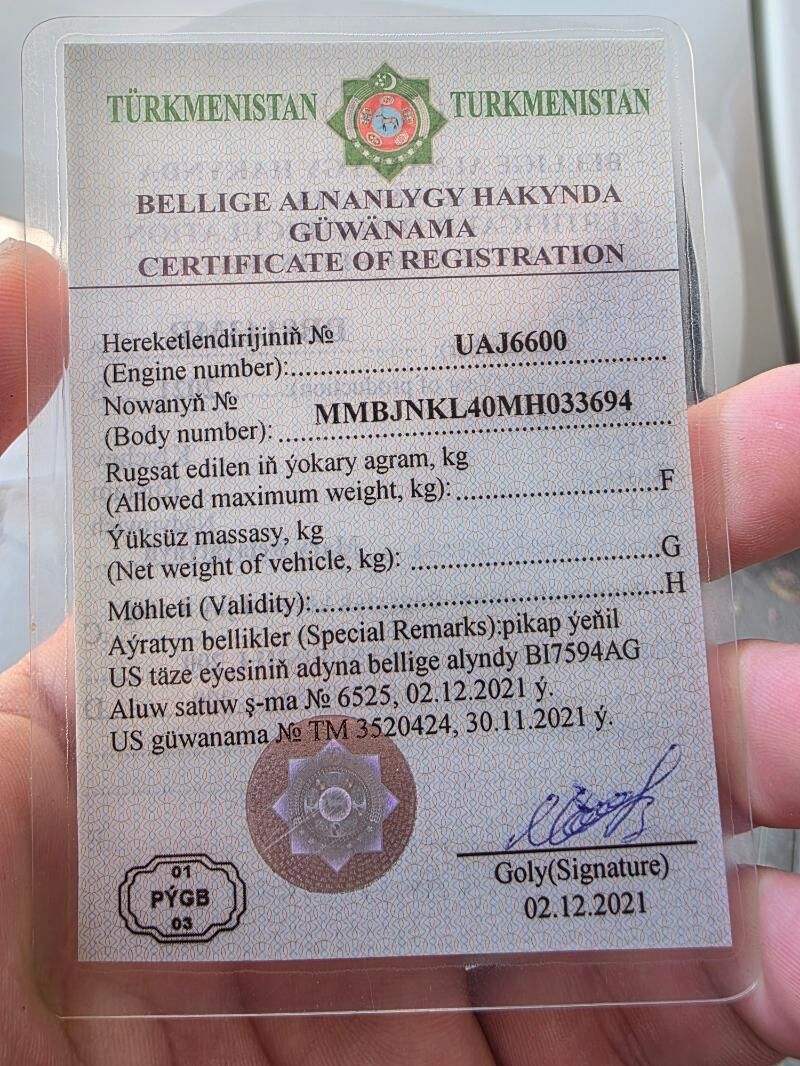 TÜRKMENISTAN TURKMENISTAN
BELLIGE ALNANLYGY HAKYNDA
GÜWÄNAMA
CERTIFICATE OF REGISTRATION
Hereketlendirijiniň №
(Engine number):.......... UAJ6600
Nowanyň №
(Body number): .......... MMBJNKL40MH033694
Rugsat edilen iň ýokary agram, kg
(Allowed maximum weight, kg): ..........F
Ýüksüz massasy, kg
(Net weight of vehicle, kg): ..........G
Möhleti (Validity):..........H
Aýratyn bellikler (Special Remarks):pikap ýeňil
US täze eýesiniň adyna bellige alyndy BI7594AG
Aluw satuw ş-ma № 6525, 02.12.2021 ý.
US güwanama № TM 3520424, 30.11.2021 ý.
Goly(Signature)
02.12.2021
01
PÝGB
03